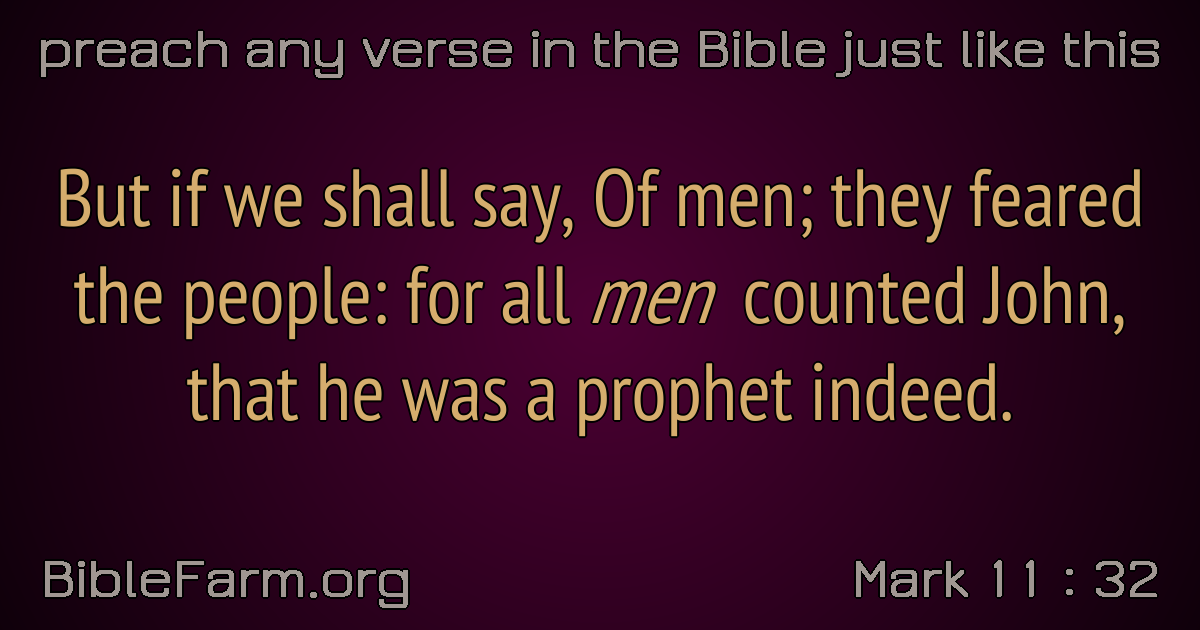 preach any verse in the Bible just like this
But if we shall say, Of men; they feared
the people: for all men counted John,
that he was a prophet indeed.
BibleFarm.org
Mark 11 : 32